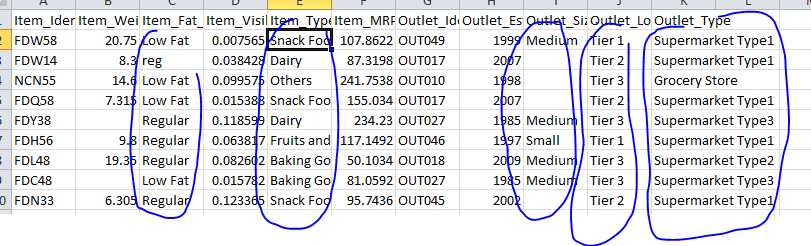 A B C D E F G H I J K L
Item_Iden Item_Wei Item_Fat_ Item_Visil Item_Type Item_MRP Outlet_Ide Outlet_Es Outlet_Siz Outlet_Lo Outlet_Type
FDW58 20.75 Low Fat 0.007565 Snack Foo 107.8622 OUT049 1999 Medium Tier 1 Supermarket Type1
FDW14 8.3 reg 0.038428 Dairy 87.3198 OUT017 2007 Tier 2 Supermarket Type1
NCN55 14.6 Low Fat 0.099575 Others 241.7538 OUT010 1998 Tier 3 Grocery Store
FDQ58 7.315 Low Fat 0.015388 Snack Foo 155.034 OUT017 2007 Tier 2 Supermarket Type1
FDY38 Regular 0.118599 Dairy 234.23 OUT027 1985 Medium Tier 3 Supermarket Type3
FDH56 9.8 Regular 0.063817 Fruits and 117.1492 OUT046 1997 Small Tier 1 Supermarket Type1
FDL48 19.35 Regular 0.082602 Baking Go 50.1034 OUT018 2009 Medium Tier 3 Supermarket Type2
FDC48 Low Fat 0.015782 Baking Go 81.0592 OUT027 1985 Medium Tier 3 Supermarket Type3
FDN33 6.305 Regular 0.123365 Snack Foo 95.7436 OUT045 2002 Tier 2 Supermarket Type1